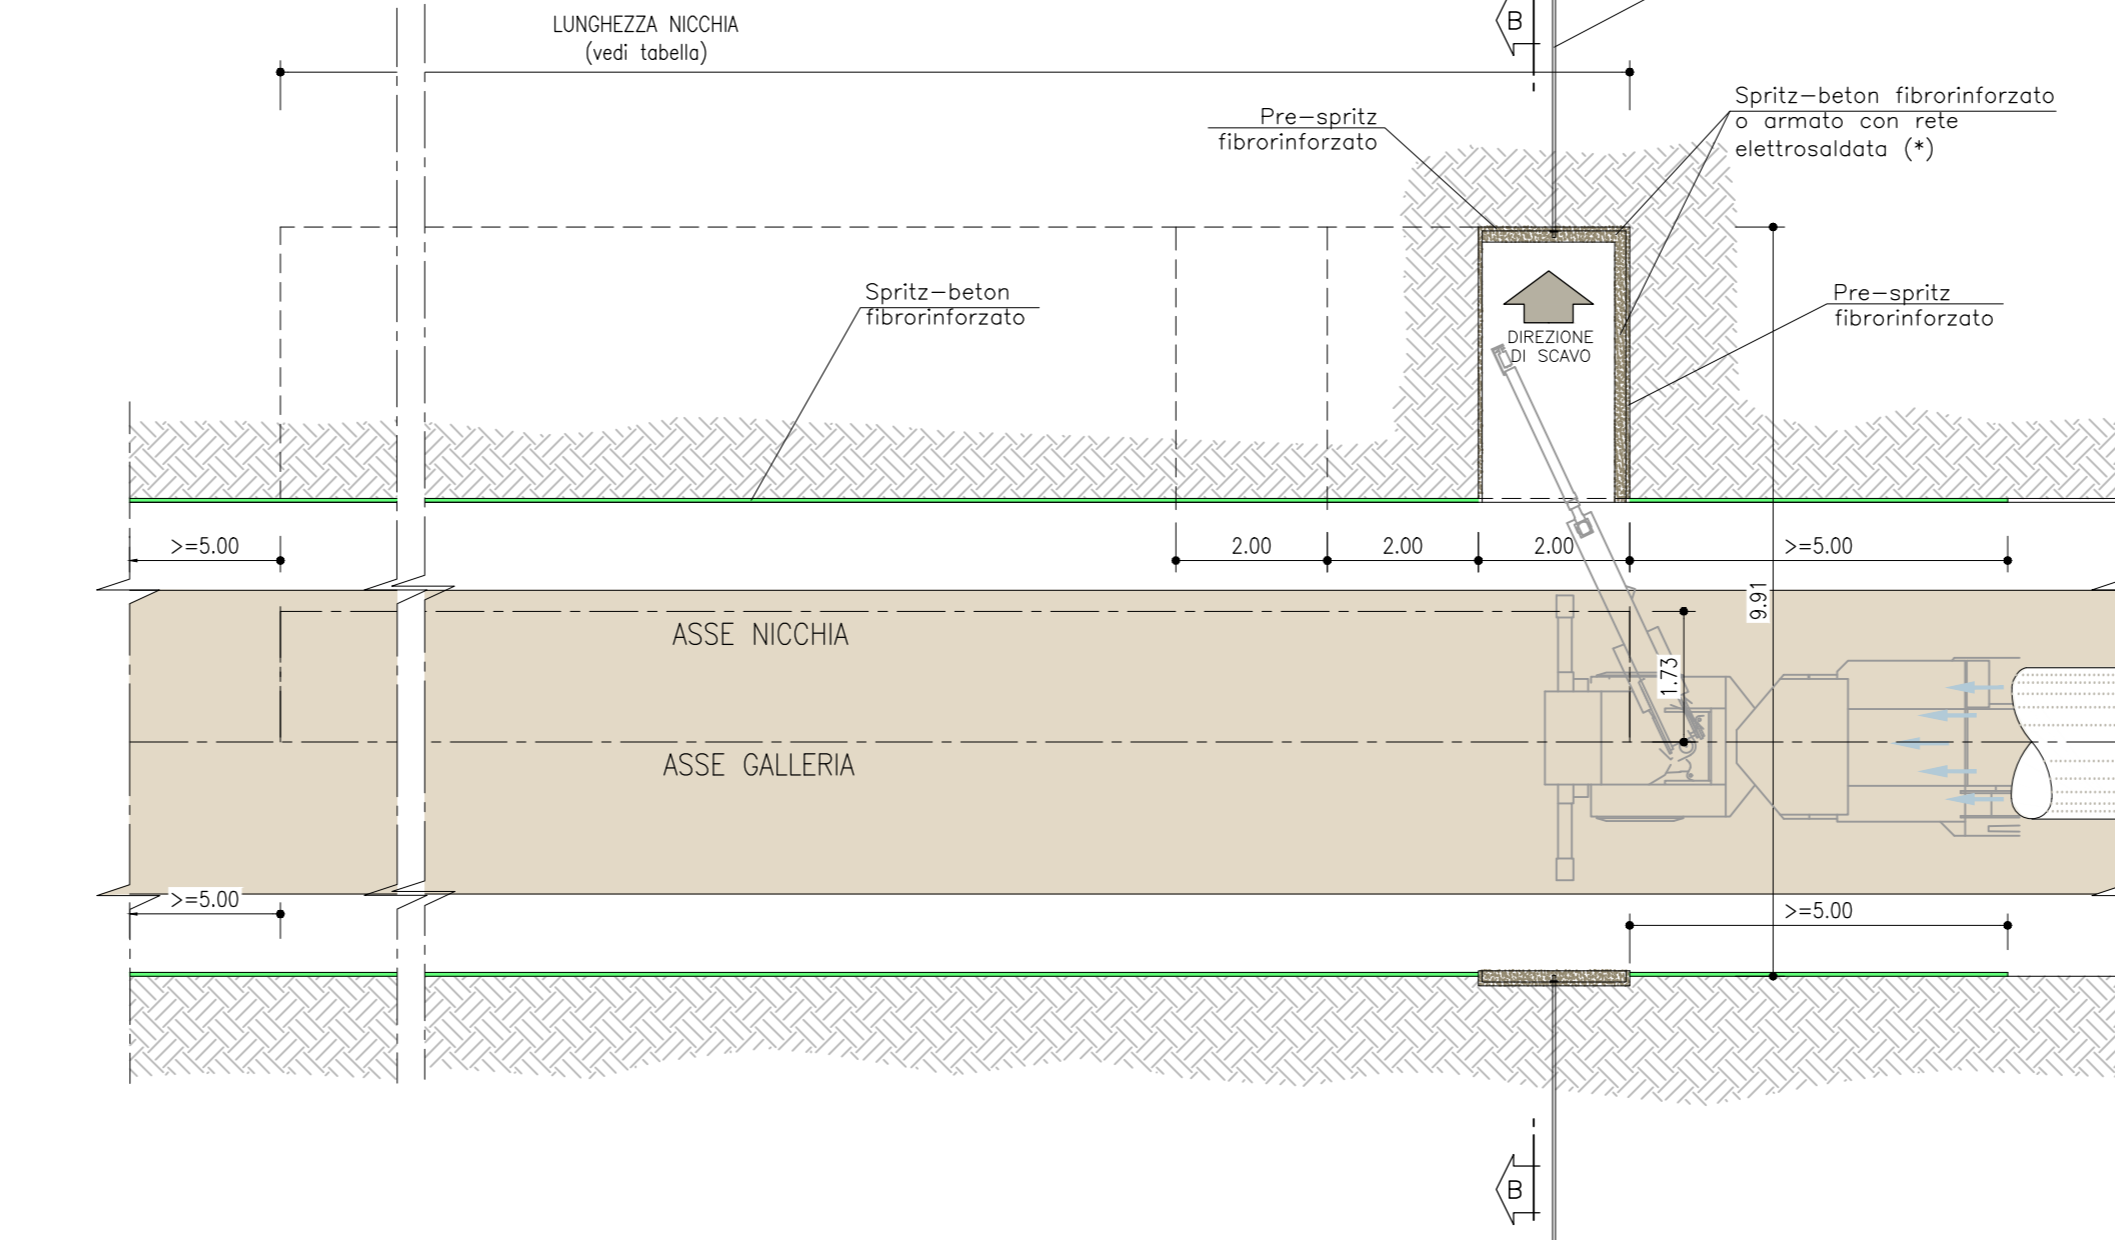 LUNGHEZZA NICCHIA
(vedi tabella)
B
Pre-spritz
fibrorinforzato
Spritz-beton fibrorinforzato
o armato con rete
elettrosaldata (*)
Spritz-beton
fibrorinforzato
Pre-spritz
fibrorinforzato
DIREZIONE
DI SCAVO
>=5.00
2.00
2.00
2.00
>=5.00
9.91
ASSE NICCHIA
1.73
ASSE GALLERIA
>=5.00
>=5.00
B